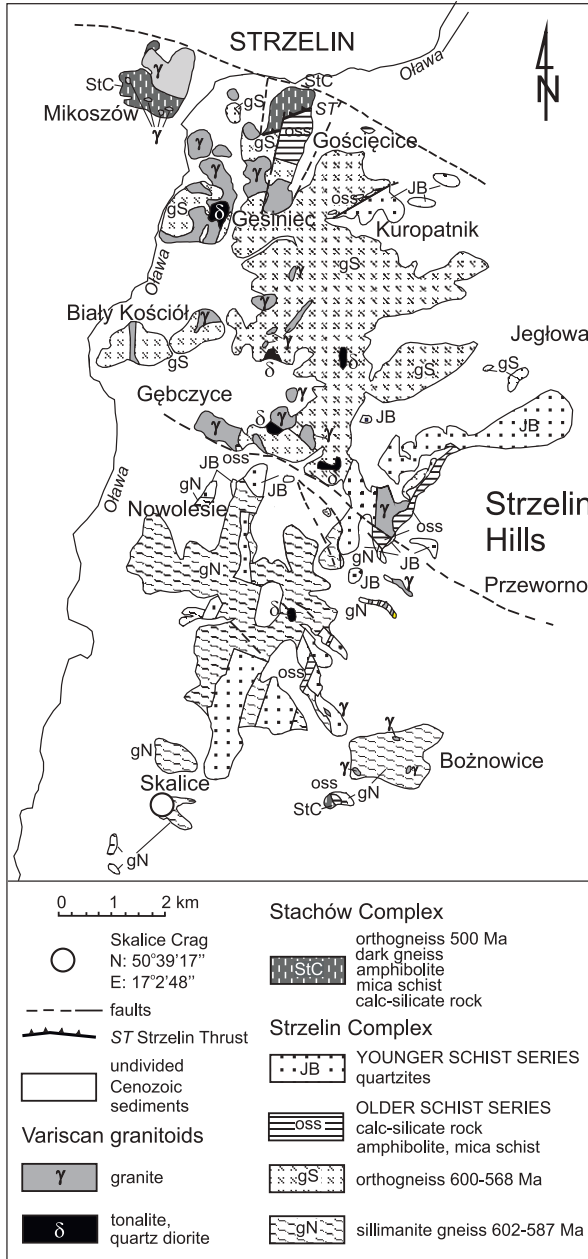 STRZELIN
Oława
N
γ
StC
StC
Mikoszów
γ
gS
ST
oss
gS
Gościęcice
γ
γ
JB
oss
gS
δ
Gęsiniec
Kuropatnik
gS
γ
Oława
γ
Biały Kościół
γ
γ
Jegłowa
gS
δ
δ
gS
gS
Gębczyce
γ
δ
γ
γ
γ
JB
JB
oss
JB
gN
JB
δ
Oława
Nowolesie
γ
Strzelin
Hills
oss
gN
gN
JB
JB
γ
Przeworno
gN
δ
oss
γ
γ
gN
Bożnowice
γ
γ
Skalice
oss
gN
StC
gN
0 1 2 km
Skalice Crag
N: 50°39'17"
E: 17°2'48"
faults
ST Strzelin Thrust
undivided
Cenozoic
sediments
Variscan granitoids
γ granite
δ tonalite,
quartz diorite
Stachów Complex
orthogneiss 500 Ma
dark gneiss
StC amphibolite
mica schist
calc-silicate rock
Strzelin Complex
YOUNGER SCHIST SERIES
JB quartzites
OLDER SCHIST SERIES
oss calc-silicate rock
amphibolite, mica schist
gS orthogneiss 600-568 Ma
gN sillimanite gneiss 602-587 Ma